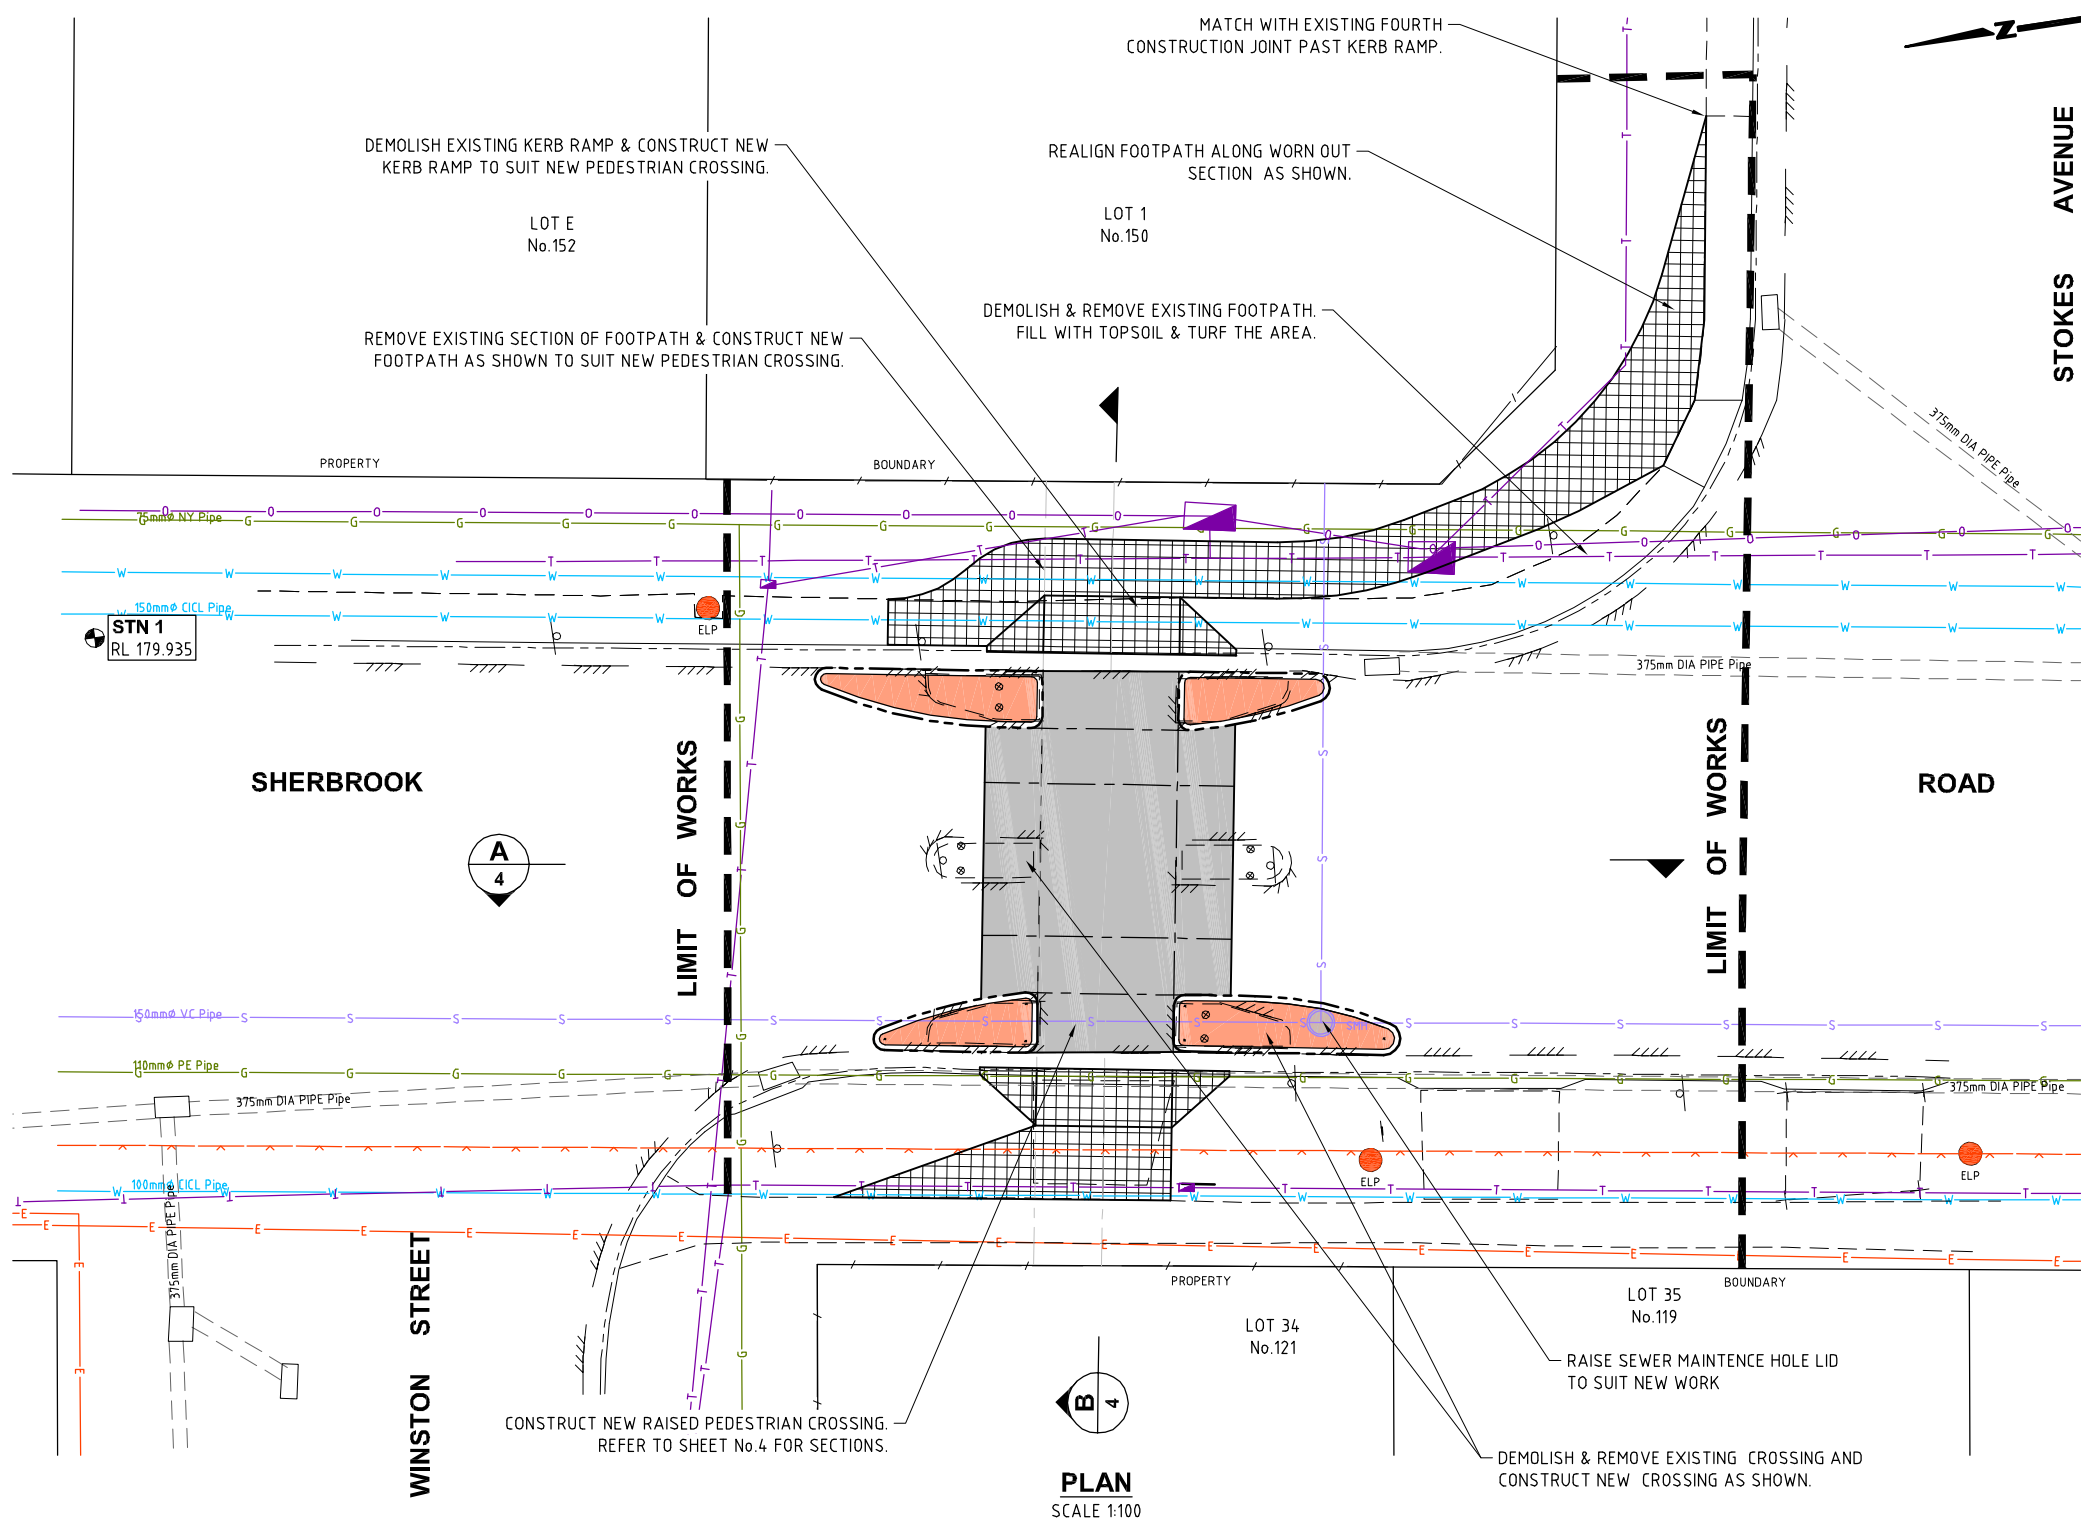 MATCH WITH EXISTING FOURTH
CONSTRUCTION JOINT PAST KERB RAMP.
N
DEMOLISH EXISTING KERB RAMP & CONSTRUCT NEW
KERB RAMP TO SUIT NEW PEDESTRIAN CROSSING.
REALIGN FOOTPATH ALONG WORN OUT
SECTION AS SHOWN.
STOKES AVENUE
LOT E
No.152
LOT 1
No.150
DEMOLISH & REMOVE EXISTING FOOTPATH.
FILL WITH TOPSOIL & TURF THE AREA.
REMOVE EXISTING SECTION OF FOOTPATH & CONSTRUCT NEW
FOOTPATH AS SHOWN TO SUIT NEW PEDESTRIAN CROSSING.
375mm DIA PIPE Pipe
PROPERTY
BOUNDARY
75mmø NY Pipe
150mmø CICL Pipe
STN 1
RL 179.935
ELP
375mm DIA PIPE Pipe
SHERBROOK
LIMIT OF WORKS
LIMIT OF WORKS
ROAD
A
4
150mmø VC Pipe
SMH
110mmø PE Pipe
375mm DIA PIPE Pipe
375mm DIA PIPE Pipe
100mmø CICL Pipe
ELP
ELP
375mm DIA PIPE Pipe
WINSTON STREET
PROPERTY
BOUNDARY
LOT 34
No.121
LOT 35
No.119
RAISE SEWER MAINTENCE HOLE LID
TO SUIT NEW WORK
B
4
CONSTRUCT NEW RAISED PEDESTRIAN CROSSING.
REFER TO SHEET No.4 FOR SECTIONS.
DEMOLISH & REMOVE EXISTING CROSSING AND
CONSTRUCT NEW CROSSING AS SHOWN.
PLAN
SCALE 1:100